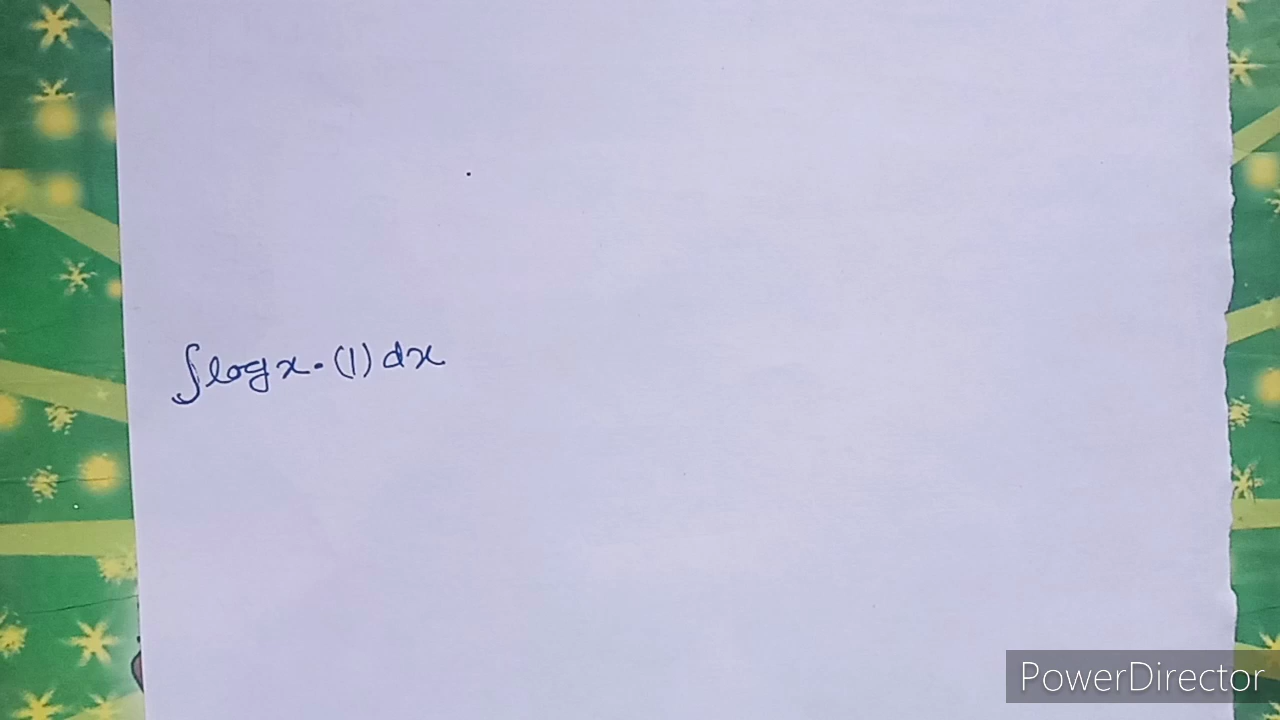 ∫log x · (1) dx
PowerDirector